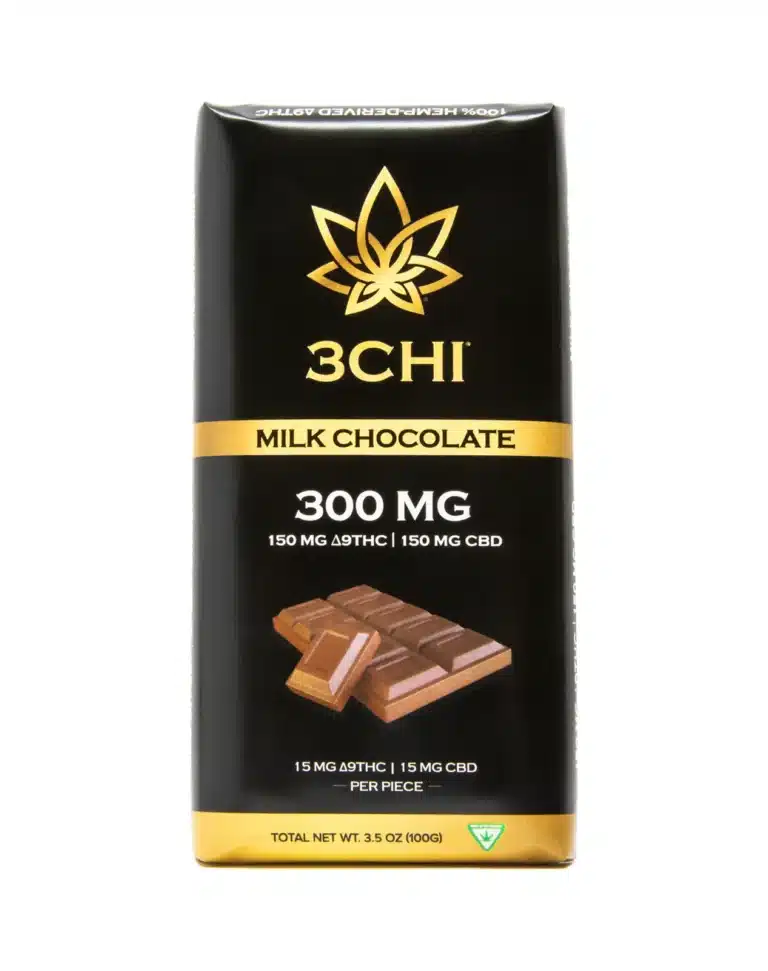 100% HEMP-DERIVED Δ9THC
3CHI
MILK CHOCOLATE
300 MG
150 MG Δ9THC | 150 MG CBD
15 MG Δ9THC | 15 MG CBD
— PER PIECE —
TOTAL NET WT. 3.5 OZ (100G)